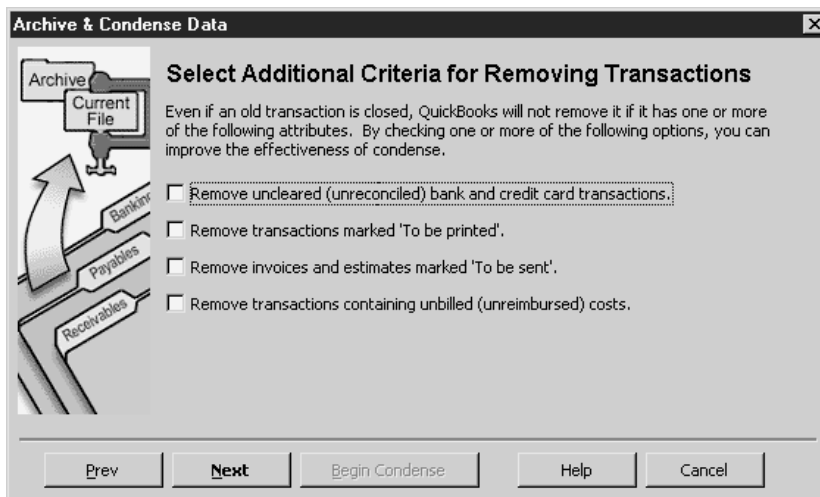 Archive & Condense Data
Archive
Current
File
Banking
Payables
Receivables
Select Additional Criteria for Removing Transactions
Even if an old transaction is closed, QuickBooks will not remove it if it has one or more
of the following attributes. By checking one or more of the following options, you can
improve the effectiveness of condense.
Remove uncleared (unreconciled) bank and credit card transactions.
Remove transactions marked 'To be printed'.
Remove invoices and estimates marked 'To be sent'.
Remove transactions containing unbilled (unreimbursed) costs.
Prev
Next
Begin Condense
Help
Cancel